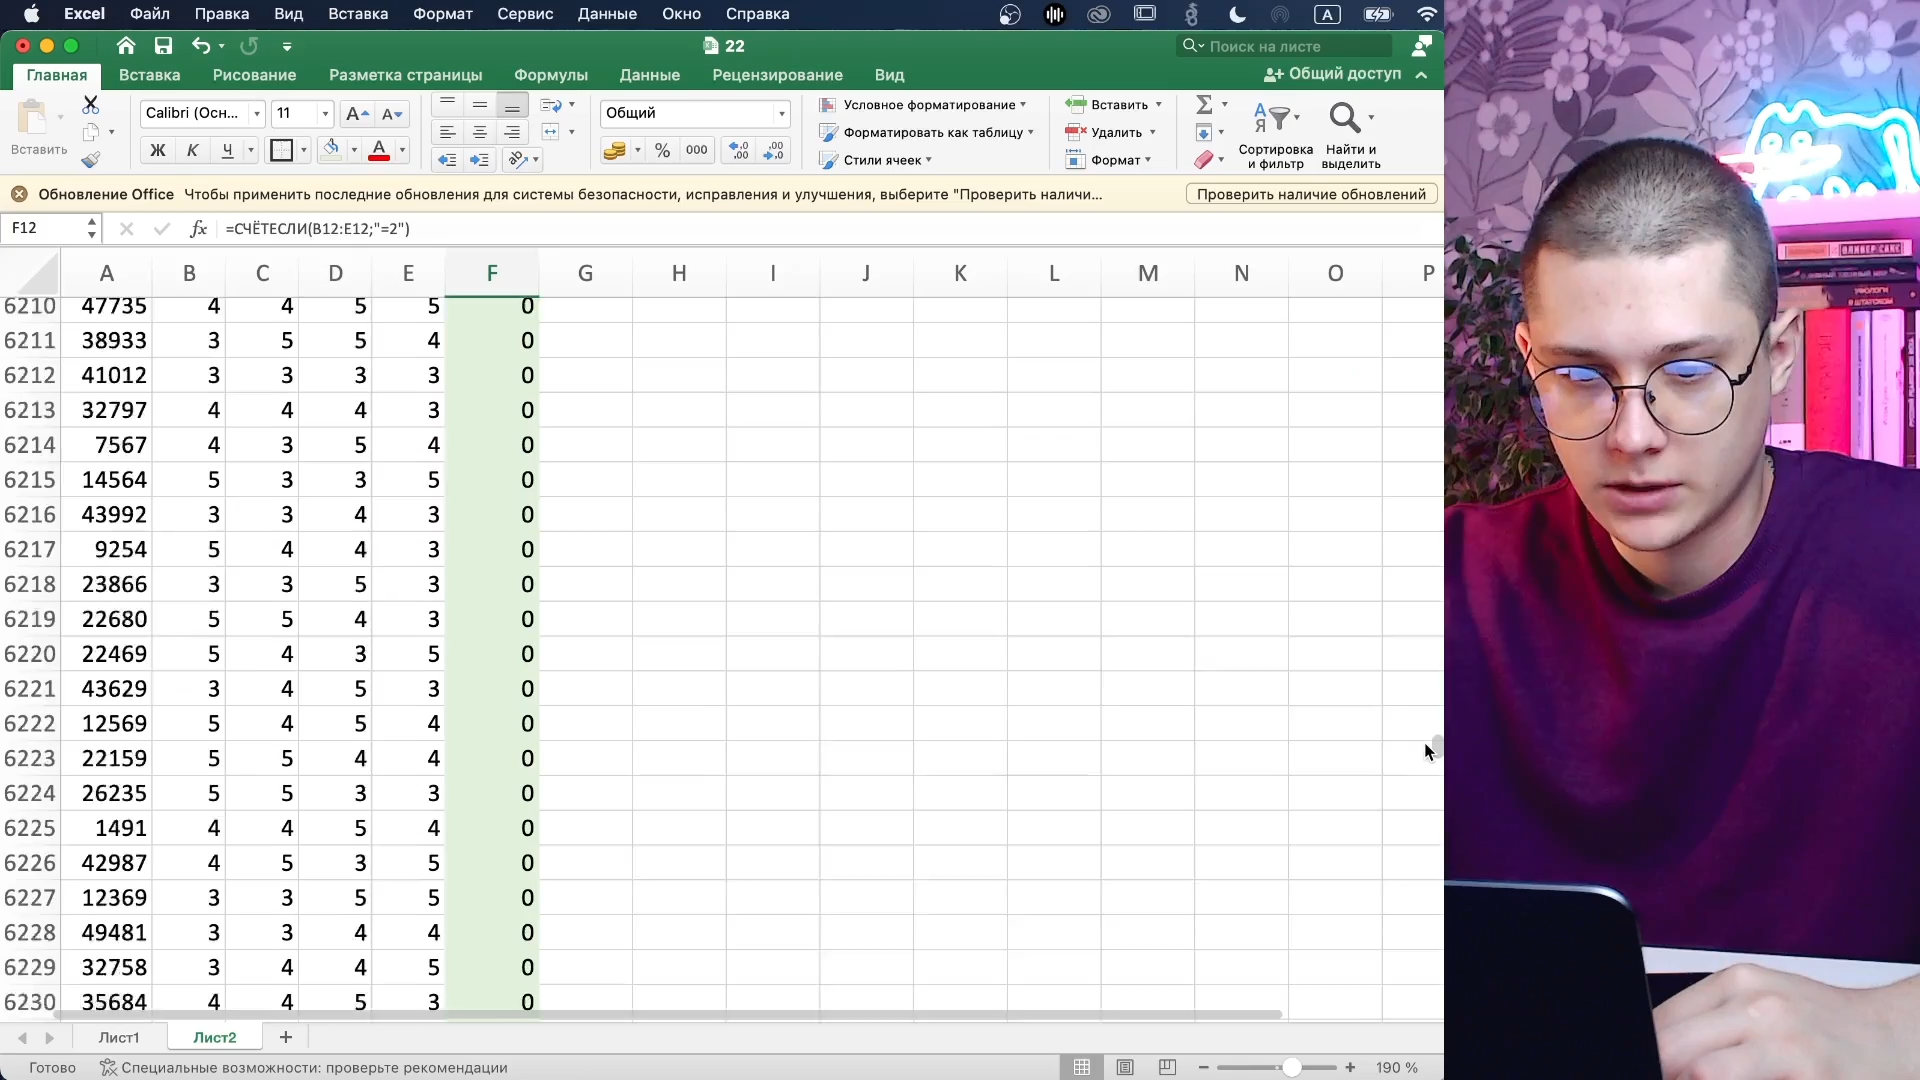 Excel Файл Правка Вид Вставка Формат Сервис Данные Окно Справка A
22
Поиск на листе
Главная Вставка Рисование Разметка страницы Формулы Данные Рецензирование Вид Общий доступ
Вставить
Calibri (Осн... 11
Ж К Ч А
Общий
% 000
Условное форматирование
Форматировать как таблицу
Стили ячеек
Вставить
Удалить
Формат
Сортировка и фильтр
Найти и выделить
Обновление Office Чтобы применить последние обновления для системы безопасности, исправления и улучшения, выберите "Проверить наличи... Проверить наличие обновлений
F12 fx =СЧЁТЕСЛИ(B12:E12;"=2")
A B C D E F G H I J K L M N O P
6210 47735 4 4 5 5 0
6211 38933 3 5 5 4 0
6212 41012 3 3 3 3 0
6213 32797 4 4 4 3 0
6214 7567 4 3 5 4 0
6215 14564 5 3 3 5 0
6216 43992 3 3 4 3 0
6217 9254 5 4 4 3 0
6218 23866 3 3 5 3 0
6219 22680 5 5 4 3 0
6220 22469 5 4 3 5 0
6221 43629 3 4 5 3 0
6222 12569 5 4 5 4 0
6223 22159 5 5 4 4 0
6224 26235 5 5 3 3 0
6225 1491 4 4 5 4 0
6226 42987 4 5 3 5 0
6227 12369 3 3 5 5 0
6228 49481 3 3 4 4 0
6229 32758 3 4 4 5 0
6230 35684 4 4 5 3 0
Лист1 Лист2 +
Готово Специальные возможности: проверьте рекомендации 190 %
ОЛИВЕР САКС